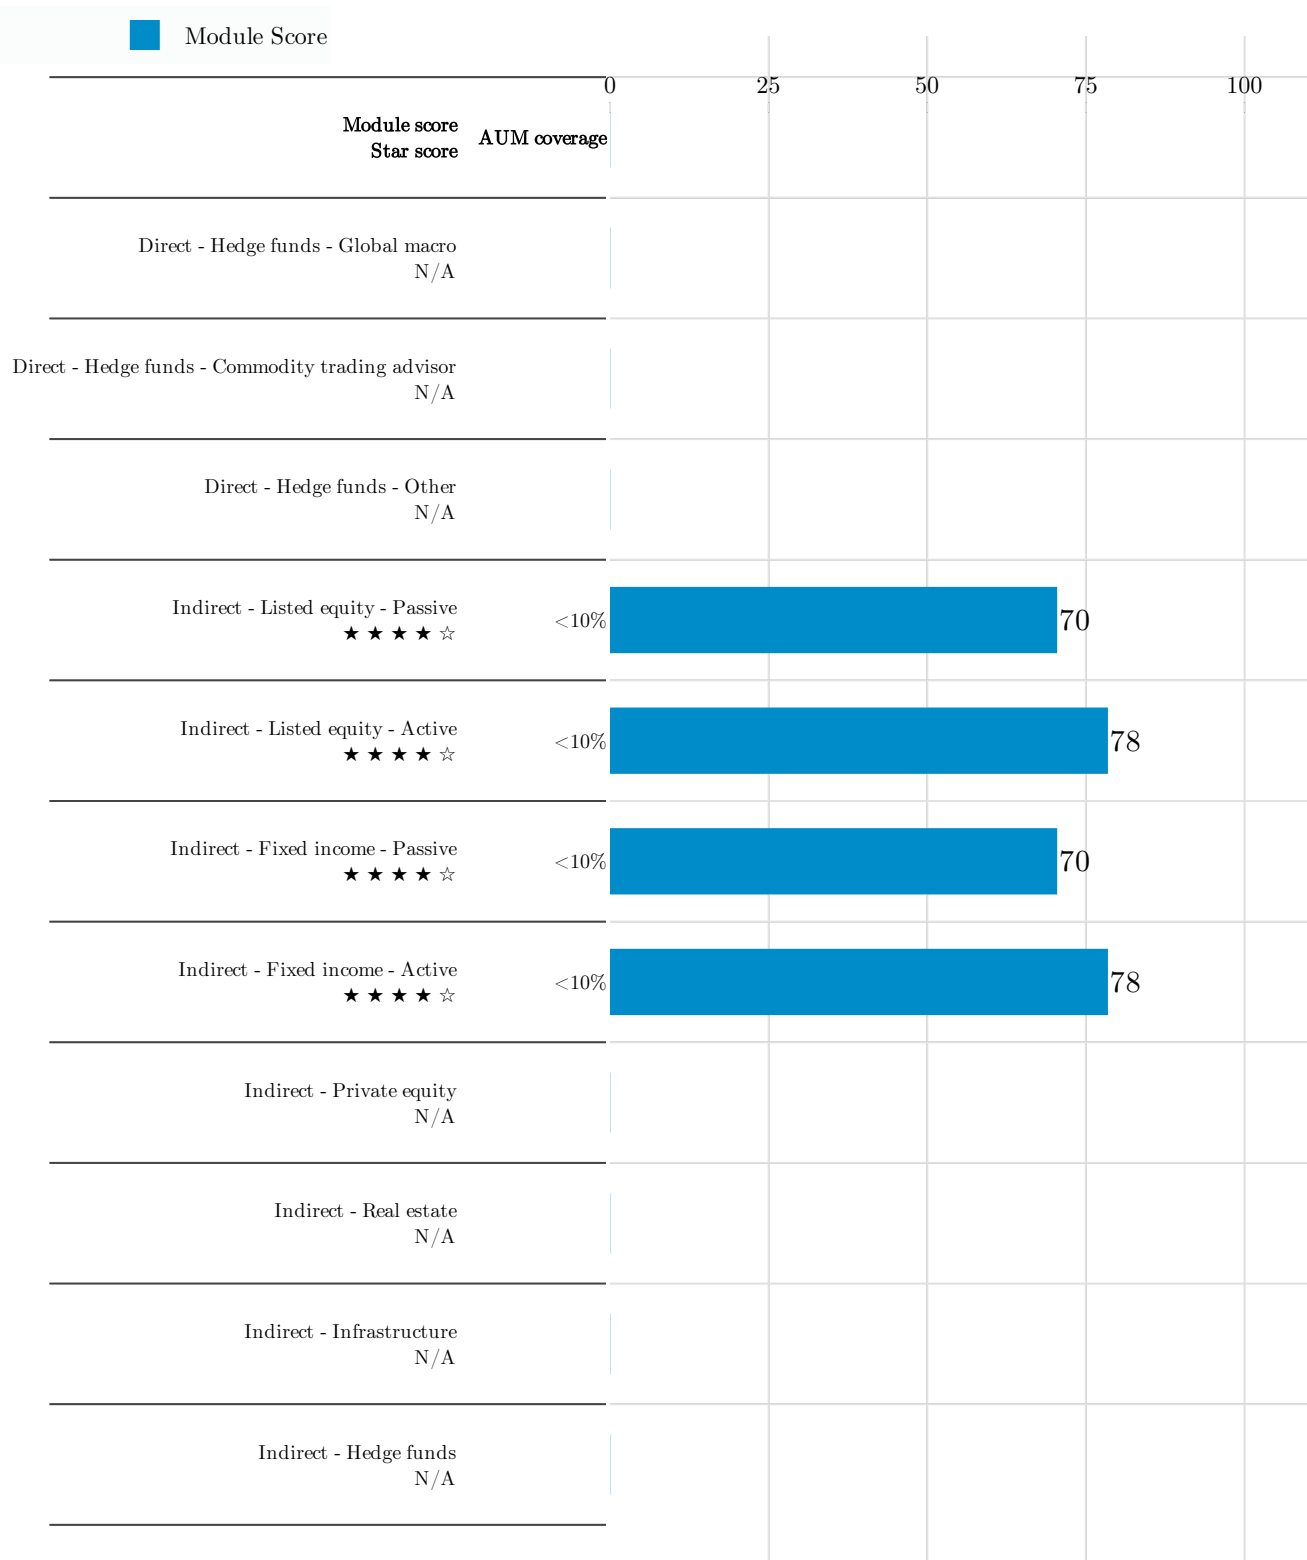 Module Score
0 25 50 75 100
Module score
Star score
AUM coverage
Direct - Hedge funds - Global macro
N/A
Direct - Hedge funds - Commodity trading advisor
N/A
Direct - Hedge funds - Other
N/A
Indirect - Listed equity - Passive
★ ★ ★ ★ ☆
<10%
70
Indirect - Listed equity - Active
★ ★ ★ ★ ☆
<10%
78
Indirect - Fixed income - Passive
★ ★ ★ ★ ☆
<10%
70
Indirect - Fixed income - Active
★ ★ ★ ★ ☆
<10%
78
Indirect - Private equity
N/A
Indirect - Real estate
N/A
Indirect - Infrastructure
N/A
Indirect - Hedge funds
N/A